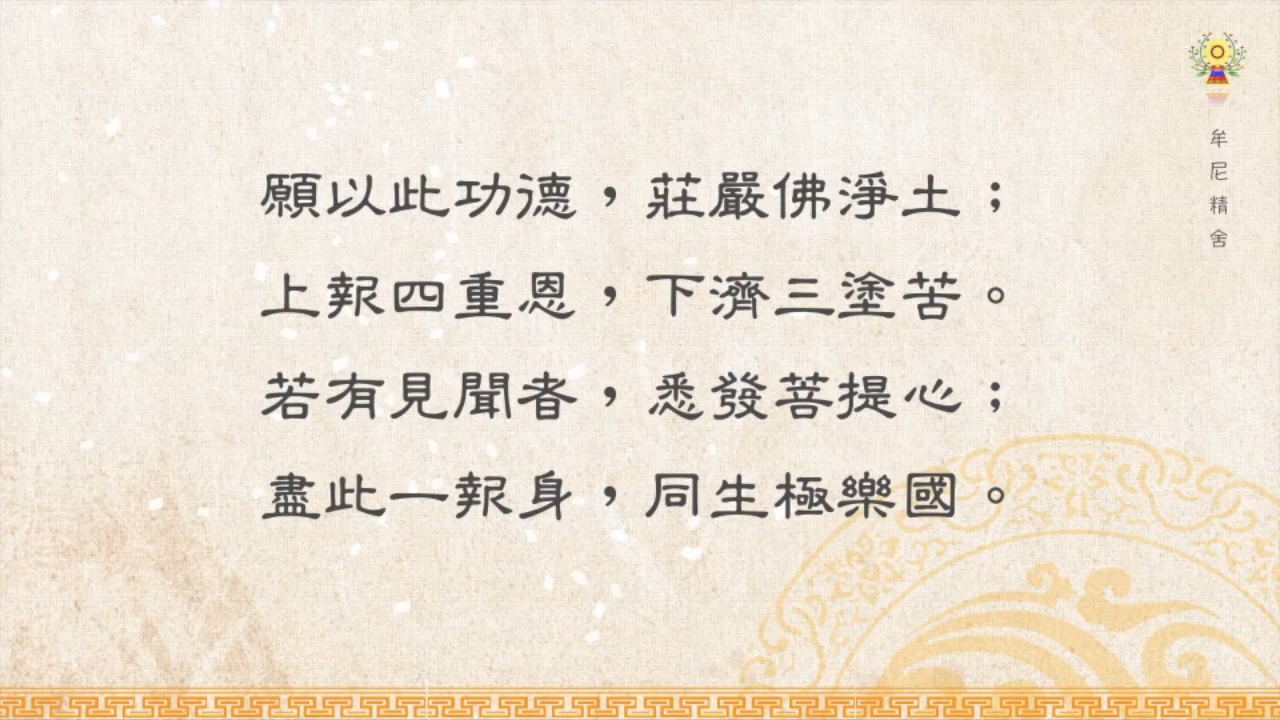 願以此功德，莊嚴佛淨土；
上報四重恩，下濟三塗苦。
若有見聞者，悉發菩提心；
盡此一報身，同生極樂國。
牟尼精舍